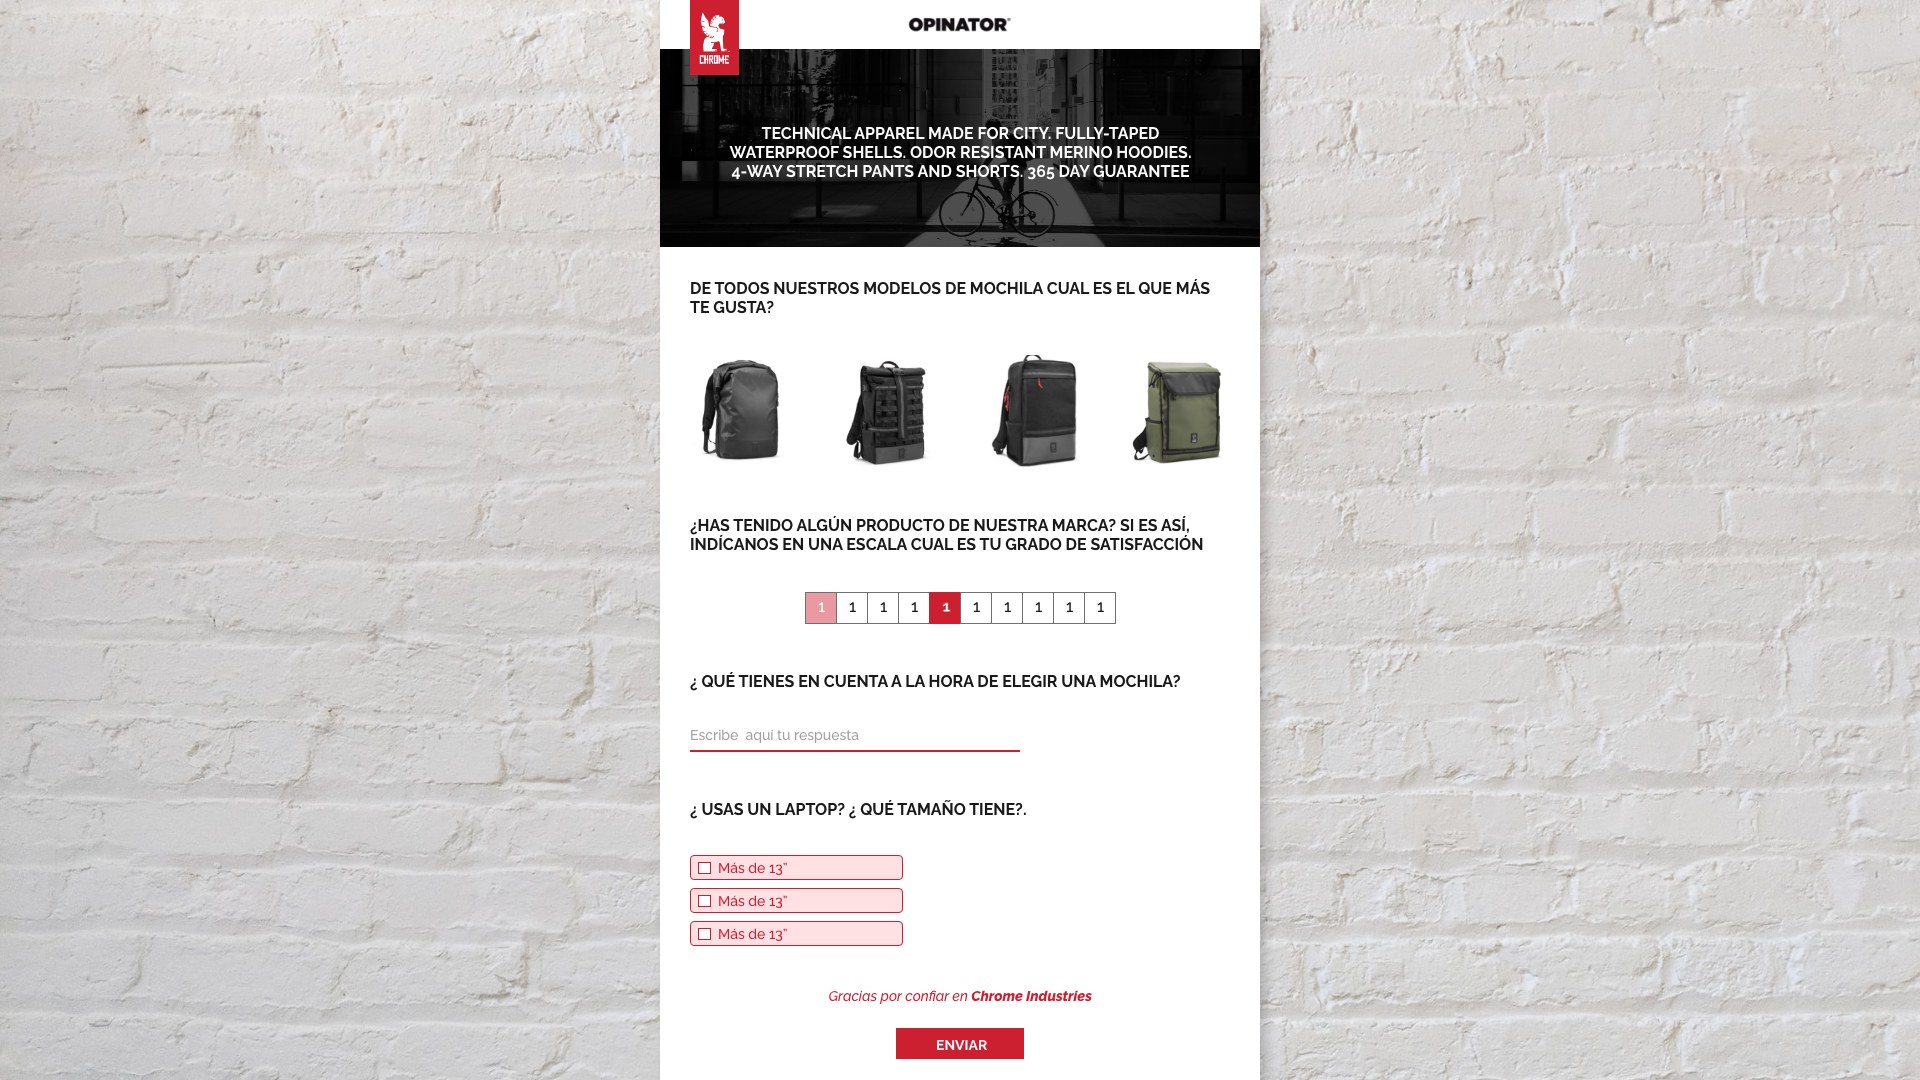 OPINATOR
CHROME
TECHNICAL APPAREL MADE FOR CITY, FULLY-TAPED
WATERPROOF SHELLS. ODOR RESISTANT MERINO HOODIES.
4-WAY STRETCH PANTS AND SHORTS. 365 DAY GUARANTEE
DE TODOS NUESTROS MODELOS DE MOCHILA CUAL ES EL QUE MÁS
TE GUSTA?
¿HAS TENIDO ALGÚN PRODUCTO DE NUESTRA MARCA? SI ES ASÍ,
INDÍCANOS EN UNA ESCALA CUAL ES TU GRADO DE SATISFACCIÓN
1 1 1 1 1 1 1 1 1 1
¿ QUÉ TIENES EN CUENTA A LA HORA DE ELEGIR UNA MOCHILA?
Escribe  aquí tu respuesta
¿ USAS UN LAPTOP? ¿ QUÉ TAMAÑO TIENE?.
Más de 13"
Más de 13"
Más de 13"
Gracias por confiar en Chrome Industries
ENVIAR